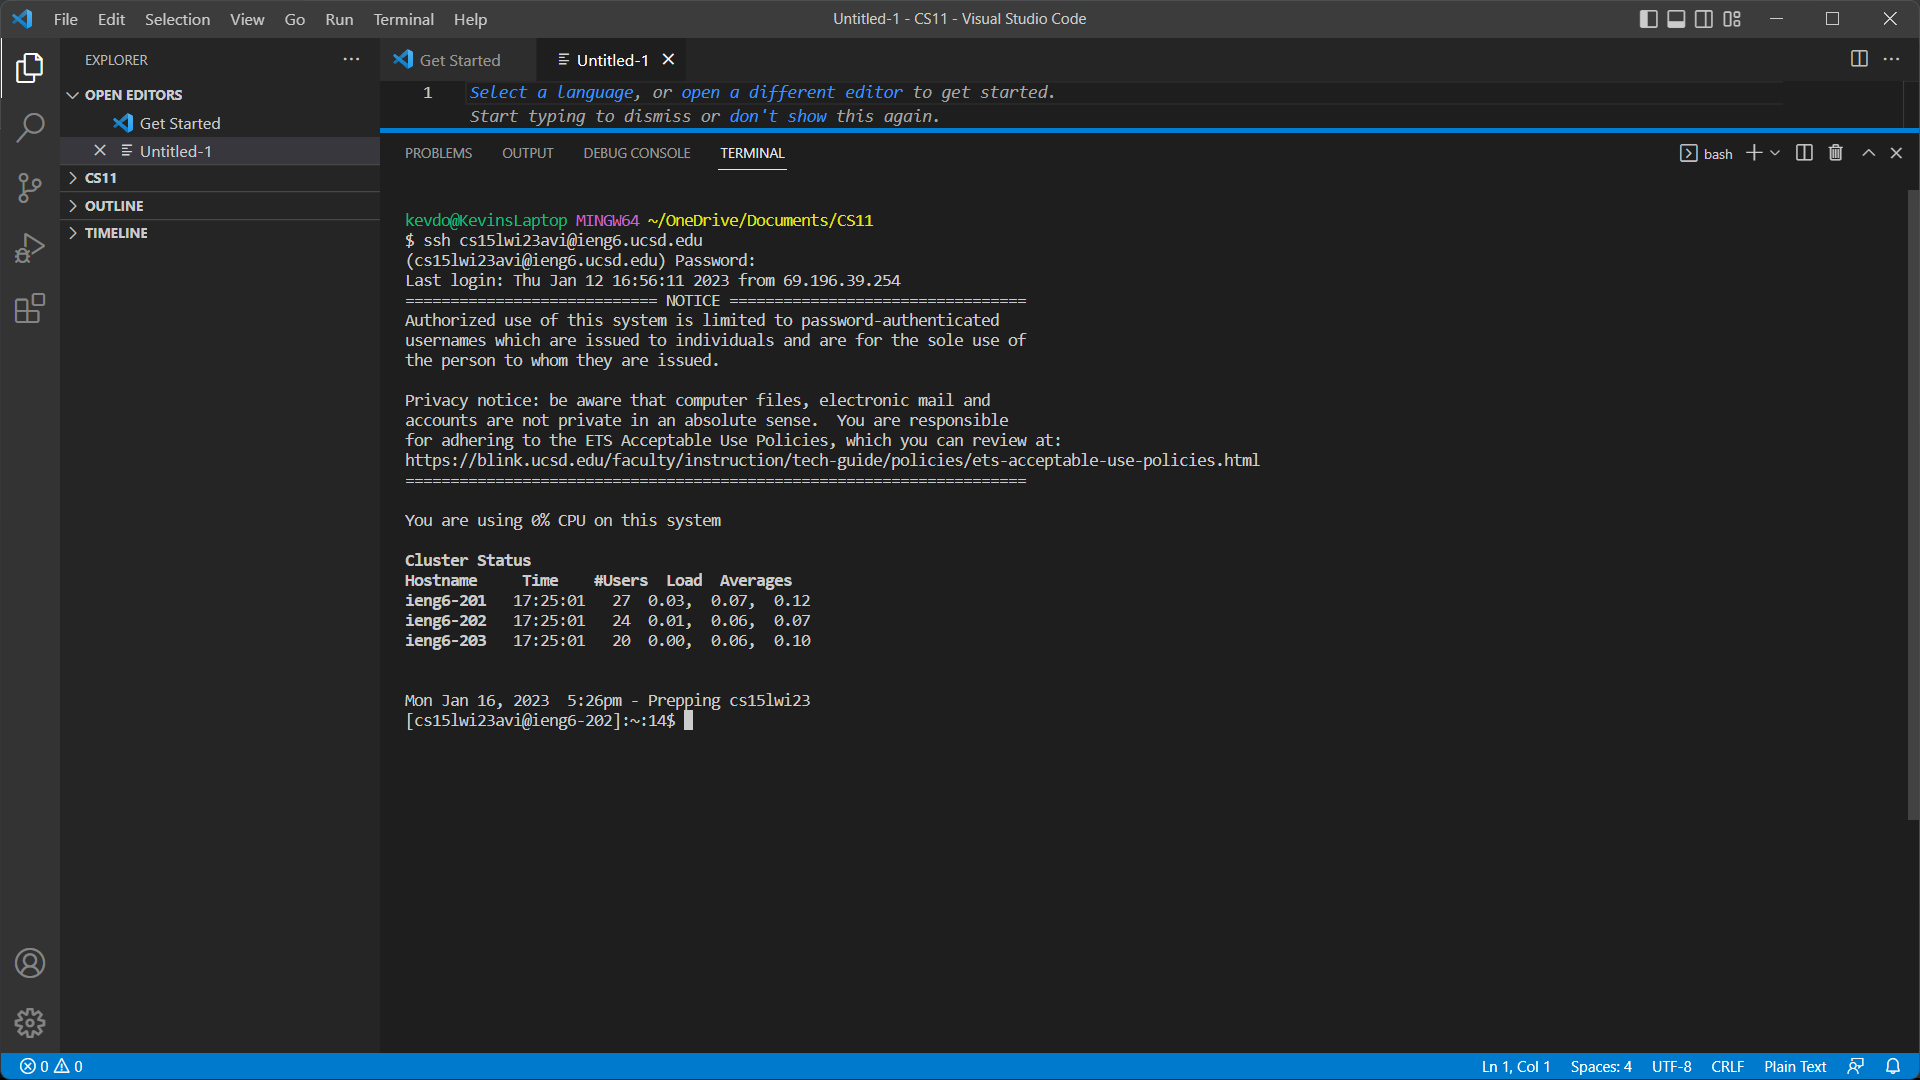 File Edit Selection View Go Run Terminal Help
Untitled-1 - CS11 - Visual Studio Code
EXPLORER
OPEN EDITORS
Get Started
Untitled-1
CS11
OUTLINE
TIMELINE
Get Started
Untitled-1
1 Select a language, or open a different editor to get started.
Start typing to dismiss or don't show this again.
PROBLEMS OUTPUT DEBUG CONSOLE TERMINAL
bash
kevdo@KevinsLaptop MINGW64 ~/OneDrive/Documents/CS11
$ ssh cs15lwi23avi@ieng6.ucsd.edu
(cs15lwi23avi@ieng6.ucsd.edu) Password:
Last login: Thu Jan 12 16:56:11 2023 from 69.196.39.254
============================ NOTICE =================================
Authorized use of this system is limited to password-authenticated
usernames which are issued to individuals and are for the sole use of
the person to whom they are issued.
Privacy notice: be aware that computer files, electronic mail and
accounts are not private in an absolute sense.  You are responsible
for adhering to the ETS Acceptable Use Policies, which you can review at:
https://blink.ucsd.edu/faculty/instruction/tech-guide/policies/ets-acceptable-use-policies.html
=====================================================================
You are using 0% CPU on this system
Cluster Status
Hostname     Time    #Users  Load  Averages
ieng6-201   17:25:01   27  0.03,  0.07,  0.12
ieng6-202   17:25:01   24  0.01,  0.06,  0.07
ieng6-203   17:25:01   20  0.00,  0.06,  0.10
Mon Jan 16, 2023  5:26pm - Prepping cs15lwi23
[cs15lwi23avi@ieng6-202]:~:14$
0 0
Ln 1, Col 1 Spaces: 4 UTF-8 CRLF Plain Text